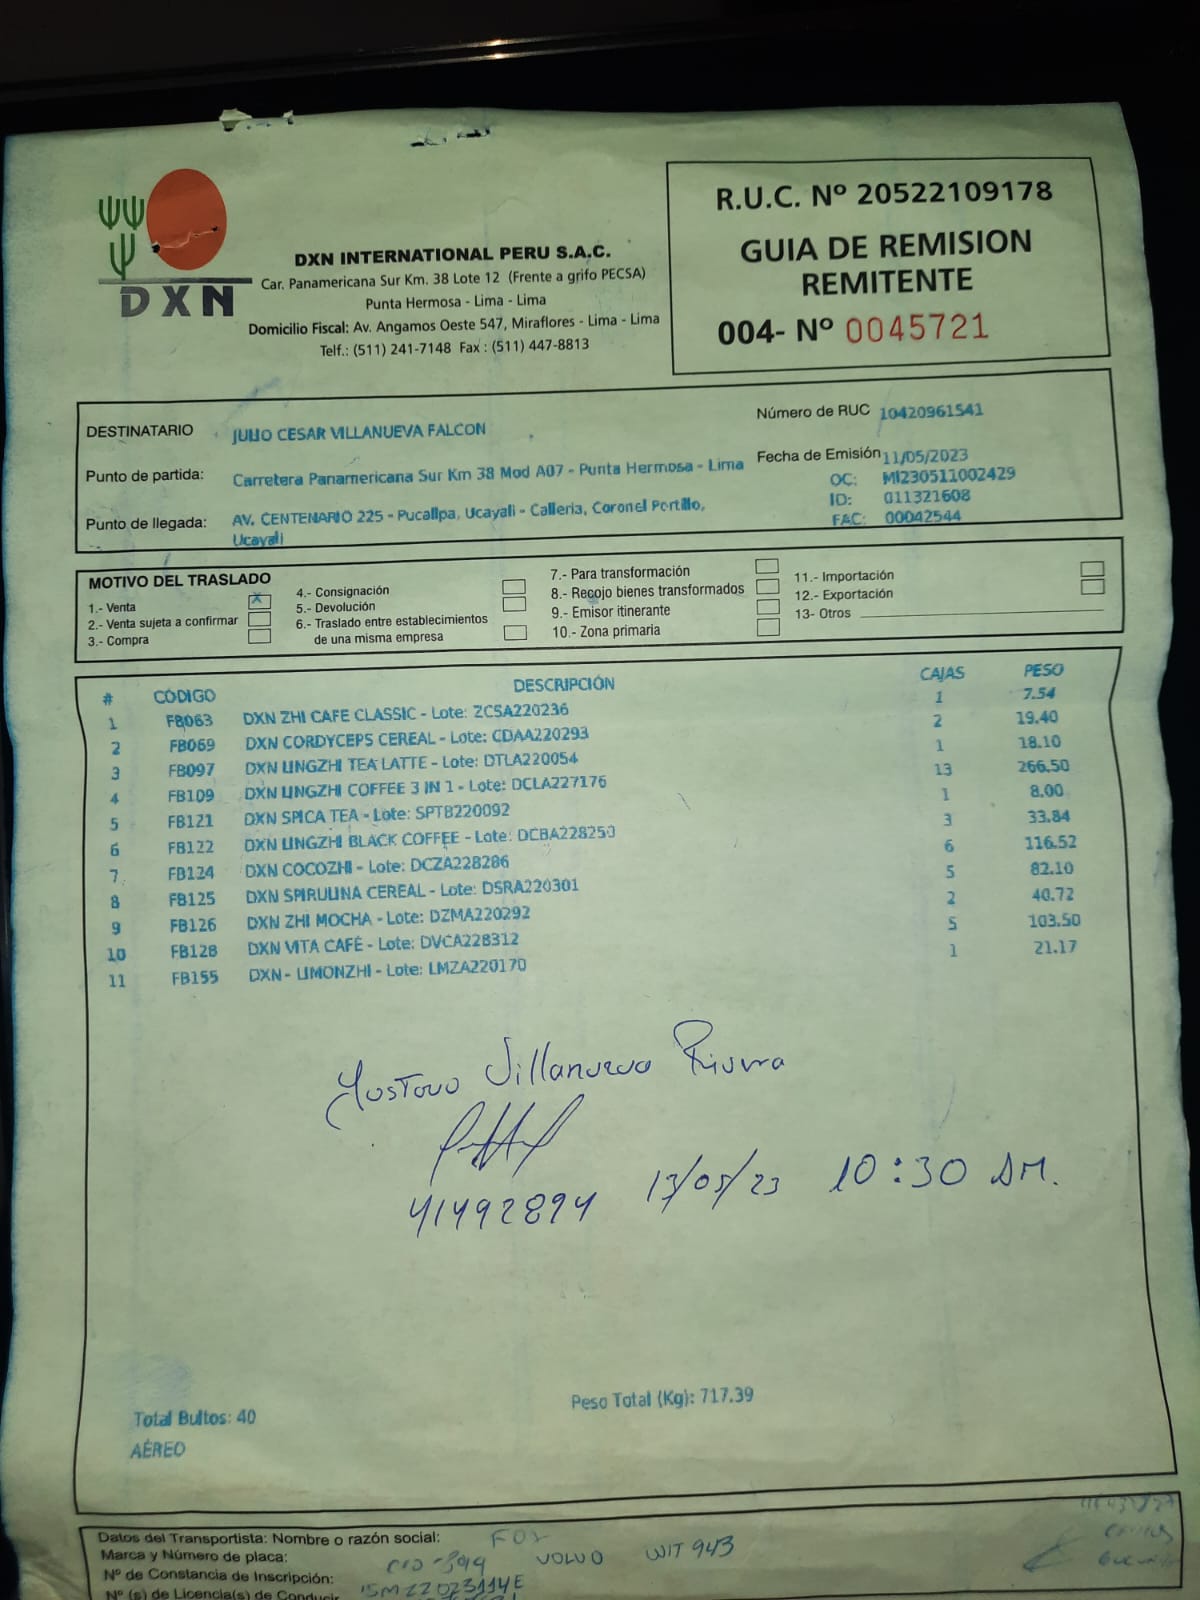 DXN
DXN INTERNATIONAL PERU S.A.C.
Car. Panamericana Sur Km. 38 Lote 12 (Frente a grifo PECSA)
Punta Hermosa - Lima - Lima
Domicilio Fiscal: Av. Angamos Oeste 547, Miraflores - Lima - Lima
Telf.: (511) 241-7148 Fax : (511) 447-8813
R.U.C. Nº 20522109178
GUIA DE REMISION
REMITENTE
004- Nº 0045721
DESTINATARIO JULIO CESAR VILLANUEVA FALCON
Número de RUC 10420961541
Punto de partida: Carretera Panamericana Sur Km 38 Mod A07 - Punta Hermosa - Lima
Fecha de Emisión 11/05/2023
OC: MI230511002429
ID: 011321608
FAC: 00042544
Punto de llegada: AV. CENTENARIO 225 - Pucallpa, Ucayali - Calleria, Coronel Portillo,
Ucayali
MOTIVO DEL TRASLADO
1.- Venta X
2.- Venta sujeta a confirmar
3.- Compra
4.- Consignación
5.- Devolución
6.- Traslado entre establecimientos
de una misma empresa
7.- Para transformación
8.- Recojo bienes transformados
9.- Emisor itinerante
10.- Zona primaria
11.- Importación
12.- Exportación
13- Otros
# CÓDIGO DESCRIPCIÓN CAJAS PESO
1 FB063 DXN ZHI CAFE CLASSIC - Lote: ZCSA220236 1 7.54
2 FB069 DXN CORDYCEPS CEREAL - Lote: CDAA220293 2 19.40
3 FB097 DXN LINGZHI TEA LATTE - Lote: DTLA220054 1 18.10
4 FB109 DXN LINGZHI COFFEE 3 IN 1 - Lote: DCLA227176 13 266.50
5 FB121 DXN SPICA TEA - Lote: SPTB220092 1 8.00
6 FB122 DXN LINGZHI BLACK COFFEE - Lote: DCBA228250 3 33.84
7 FB124 DXN COCOZHI - Lote: DCZA228286 6 116.52
8 FB125 DXN SPIRULINA CEREAL - Lote: DSRA220301 5 82.10
9 FB126 DXN ZHI MOCHA - Lote: DZMA220292 2 40.72
10 FB128 DXN VITA CAFÉ - Lote: DVCA228312 5 103.50
11 FB155 DXN - LIMONZHI - Lote: LMZA220170 1 21.17
Gustavo Villanueva Rivera
41492894 13/05/23 10:30 AM.
Total Bultos: 40
Peso Total (Kg): 717.39
AÉREO
Datos del Transportista: Nombre o razón social:
Marca y Número de placa: VOLVO WIT 943
Nº de Constancia de Inscripción: 15M22023114E
Nº (s) de Licencia(s) de Conducir